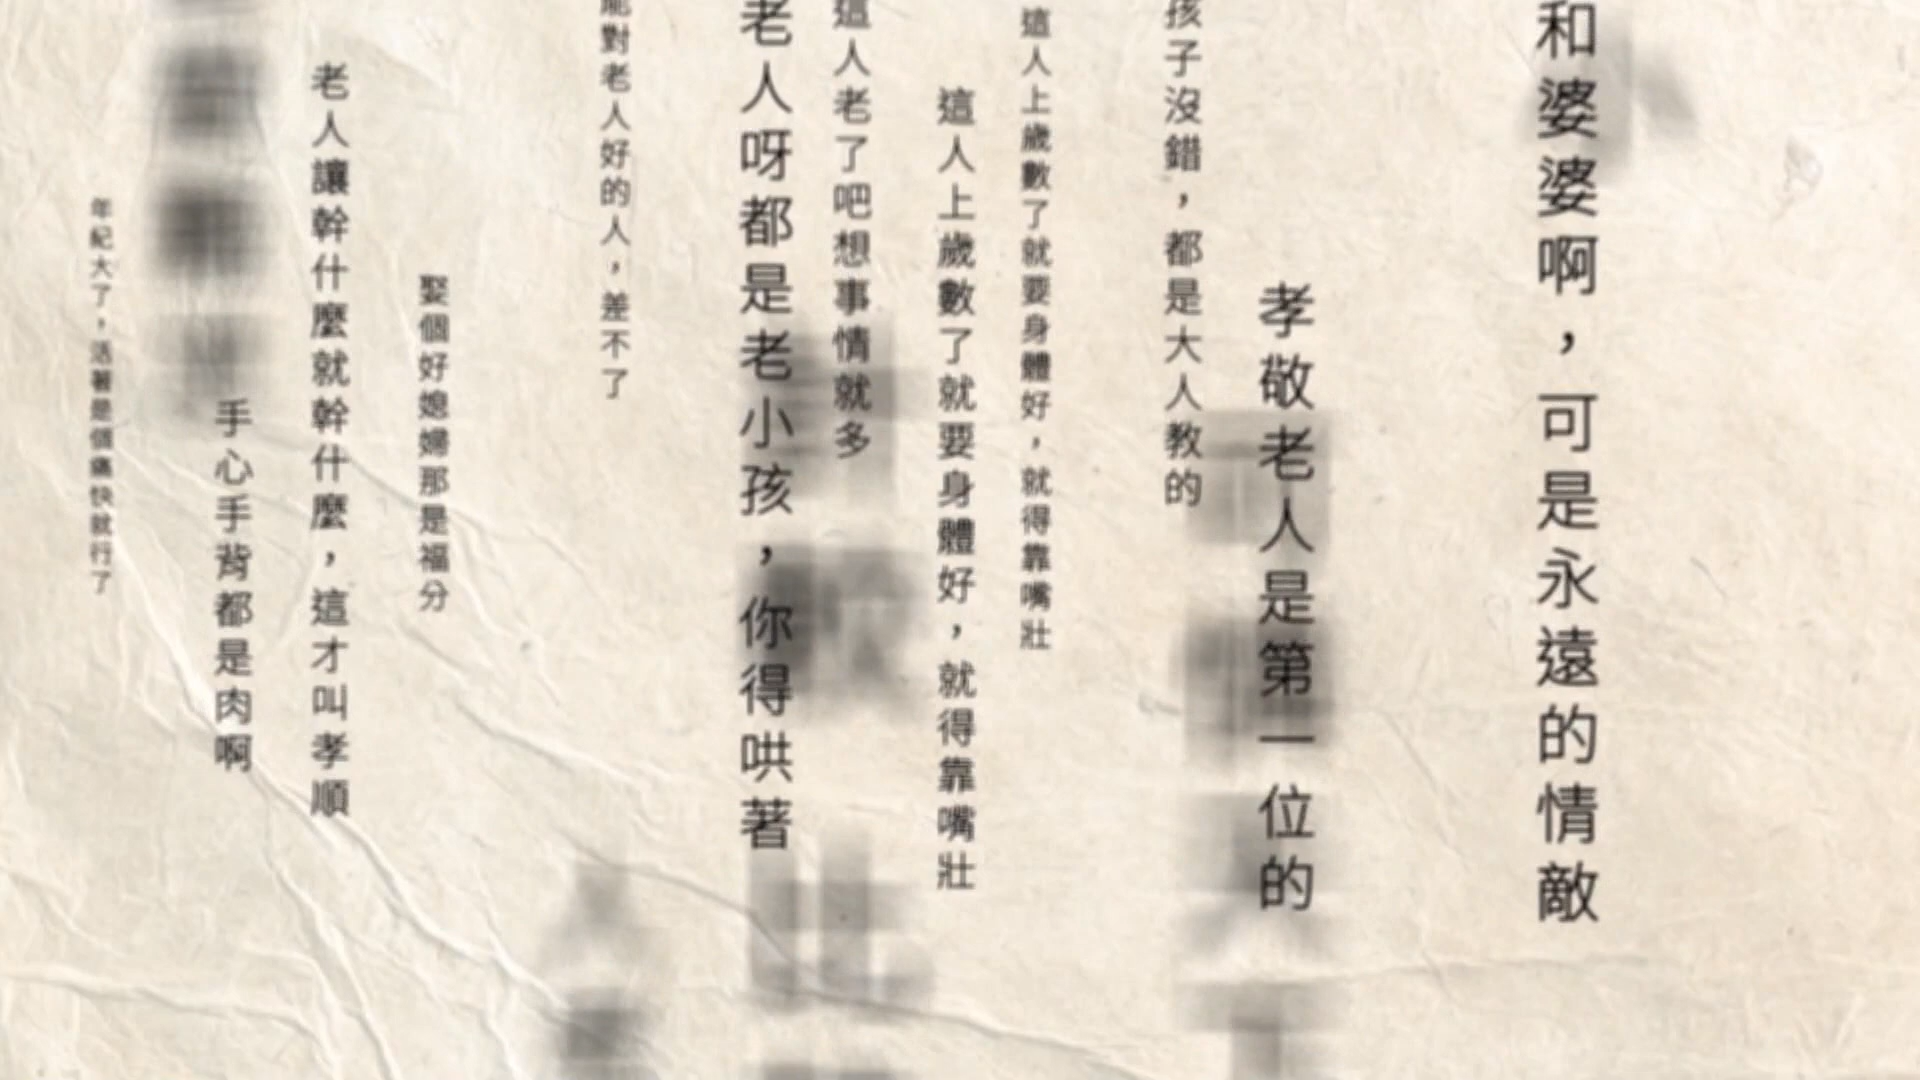 和婆婆啊，可是永遠的情敵
孝敬老人是第一位的
孩子沒錯，都是大人教的
這人上歲數了就要身體好，就得靠嘴壯
這人上歲數了就要身體好，就得靠嘴壯
這人老了吧想事情就多
老人呀都是老小孩，你得哄著
能對老人好的人，差不了
娶個好媳婦那是福分
老人讓幹什麼就幹什麼，這才叫孝順
手心手背都是肉啊
年紀大了，活著是個痛快就行了